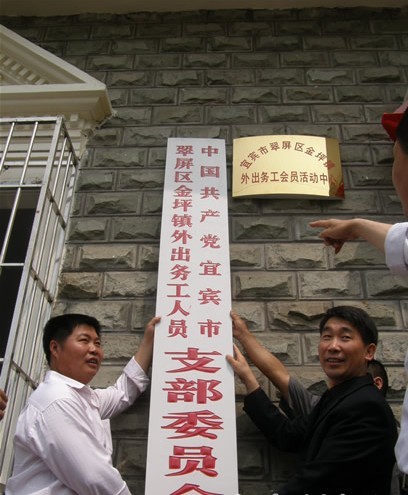 中国共产党宜宾市
翠屏区金坪镇外出务工人员
支部委员会
宜宾市翠屏区金坪镇
外出务工会员活动中